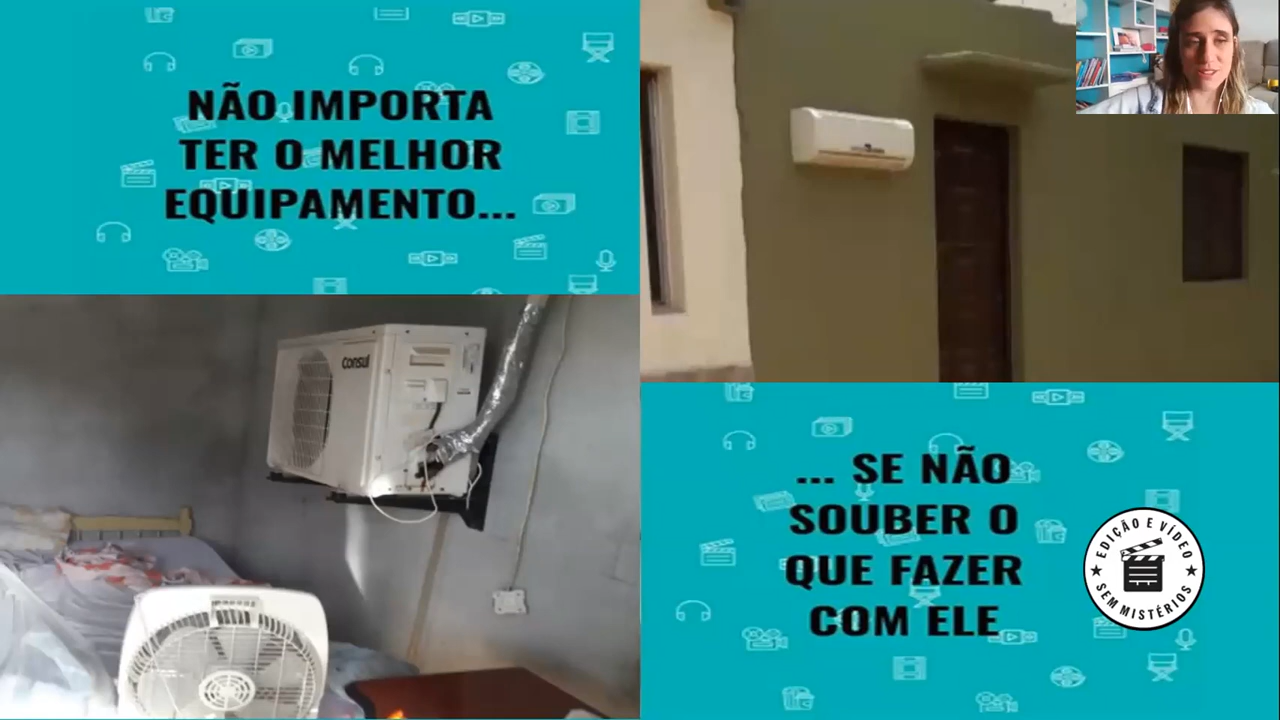 NÃO IMPORTA
TER O MELHOR
EQUIPAMENTO...
consul
... SE NÃO
SOUBER O
QUE FAZER
COM ELE
EDIÇÃO E VÍDEO
SEM MISTÉRIOS